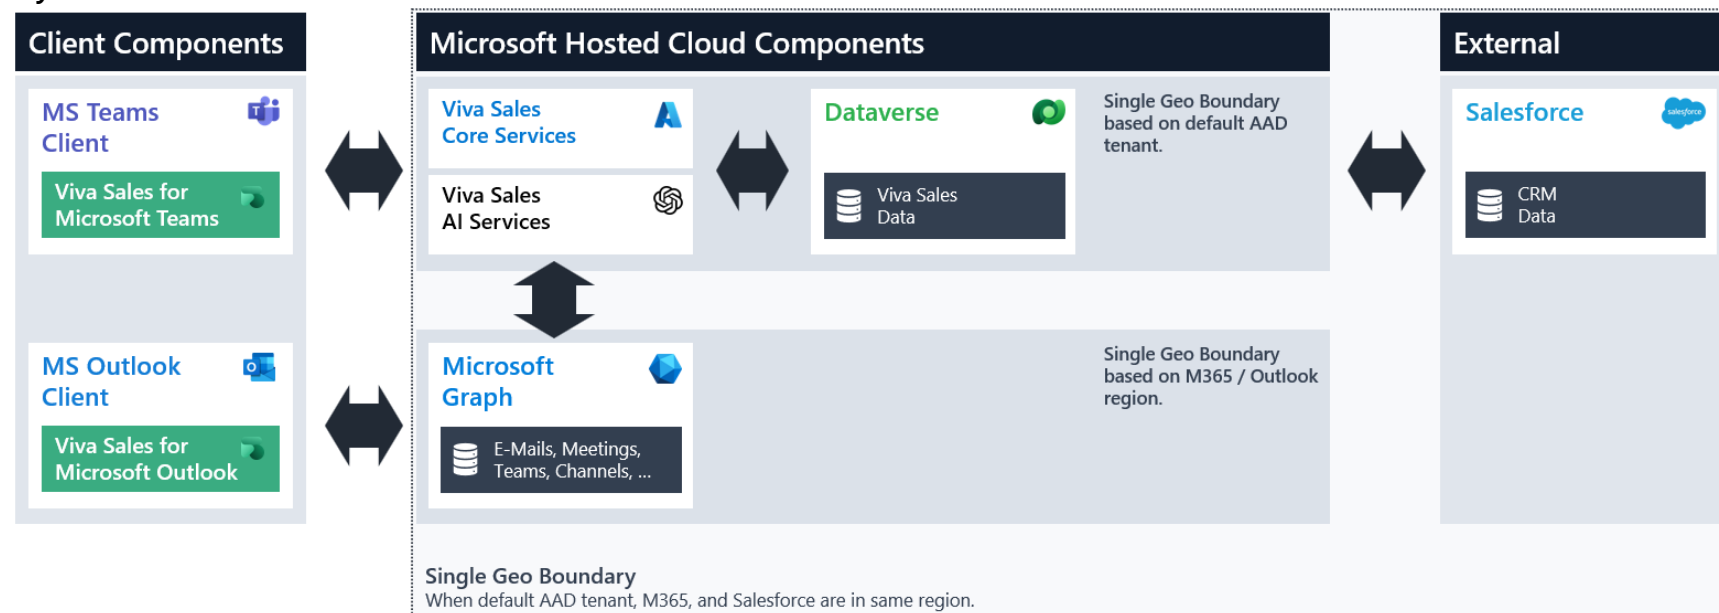 Client Components
MS Teams
Client
Viva Sales for
Microsoft Teams
MS Outlook
Client
Viva Sales for
Microsoft Outlook
Microsoft Hosted Cloud Components
Viva Sales
Core Services
Viva Sales
AI Services
Dataverse
Viva Sales
Data
Single Geo Boundary
based on default AAD
tenant.
Microsoft
Graph
E-Mails, Meetings,
Teams, Channels, ...
Single Geo Boundary
based on M365 / Outlook
region.
External
Salesforce
salesforce
CRM
Data
Single Geo Boundary
When default AAD tenant, M365, and Salesforce are in same region.